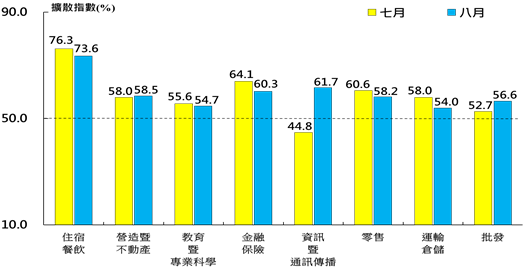 擴散指數(%)
七月
八月
90.0
50.0
10.0
76.3
73.6
58.0
58.5
55.6
54.7
64.1
60.3
44.8
61.7
60.6
58.2
58.0
54.0
52.7
56.6
住宿
餐飲
營造暨
不動產
教育
暨
專業科學
金融
保險
資訊
暨
通訊傳播
零售
運輸
倉儲
批發